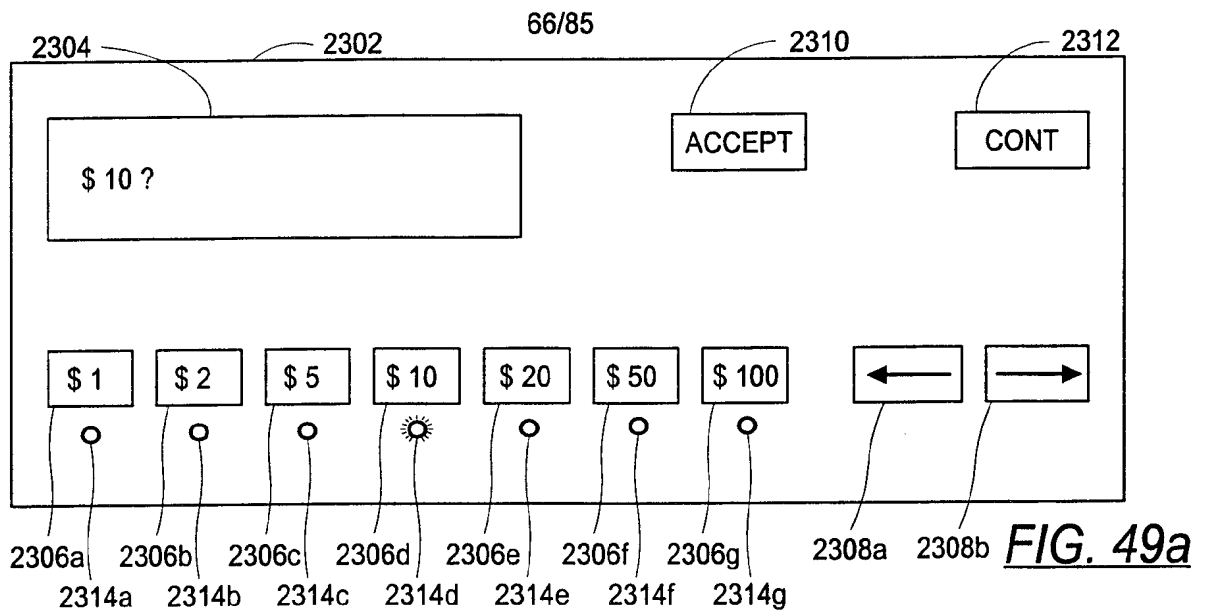 66/85
2304 2302 2310 2312
ACCEPT CONT
$ 10 ?
$ 1 $ 2 $ 5 $ 10 $ 20 $ 50 $ 100
2306a 2306b 2306c 2306d 2306e 2306f 2306g 2308a 2308b FIG. 49a
2314a 2314b 2314c 2314d 2314e 2314f 2314g